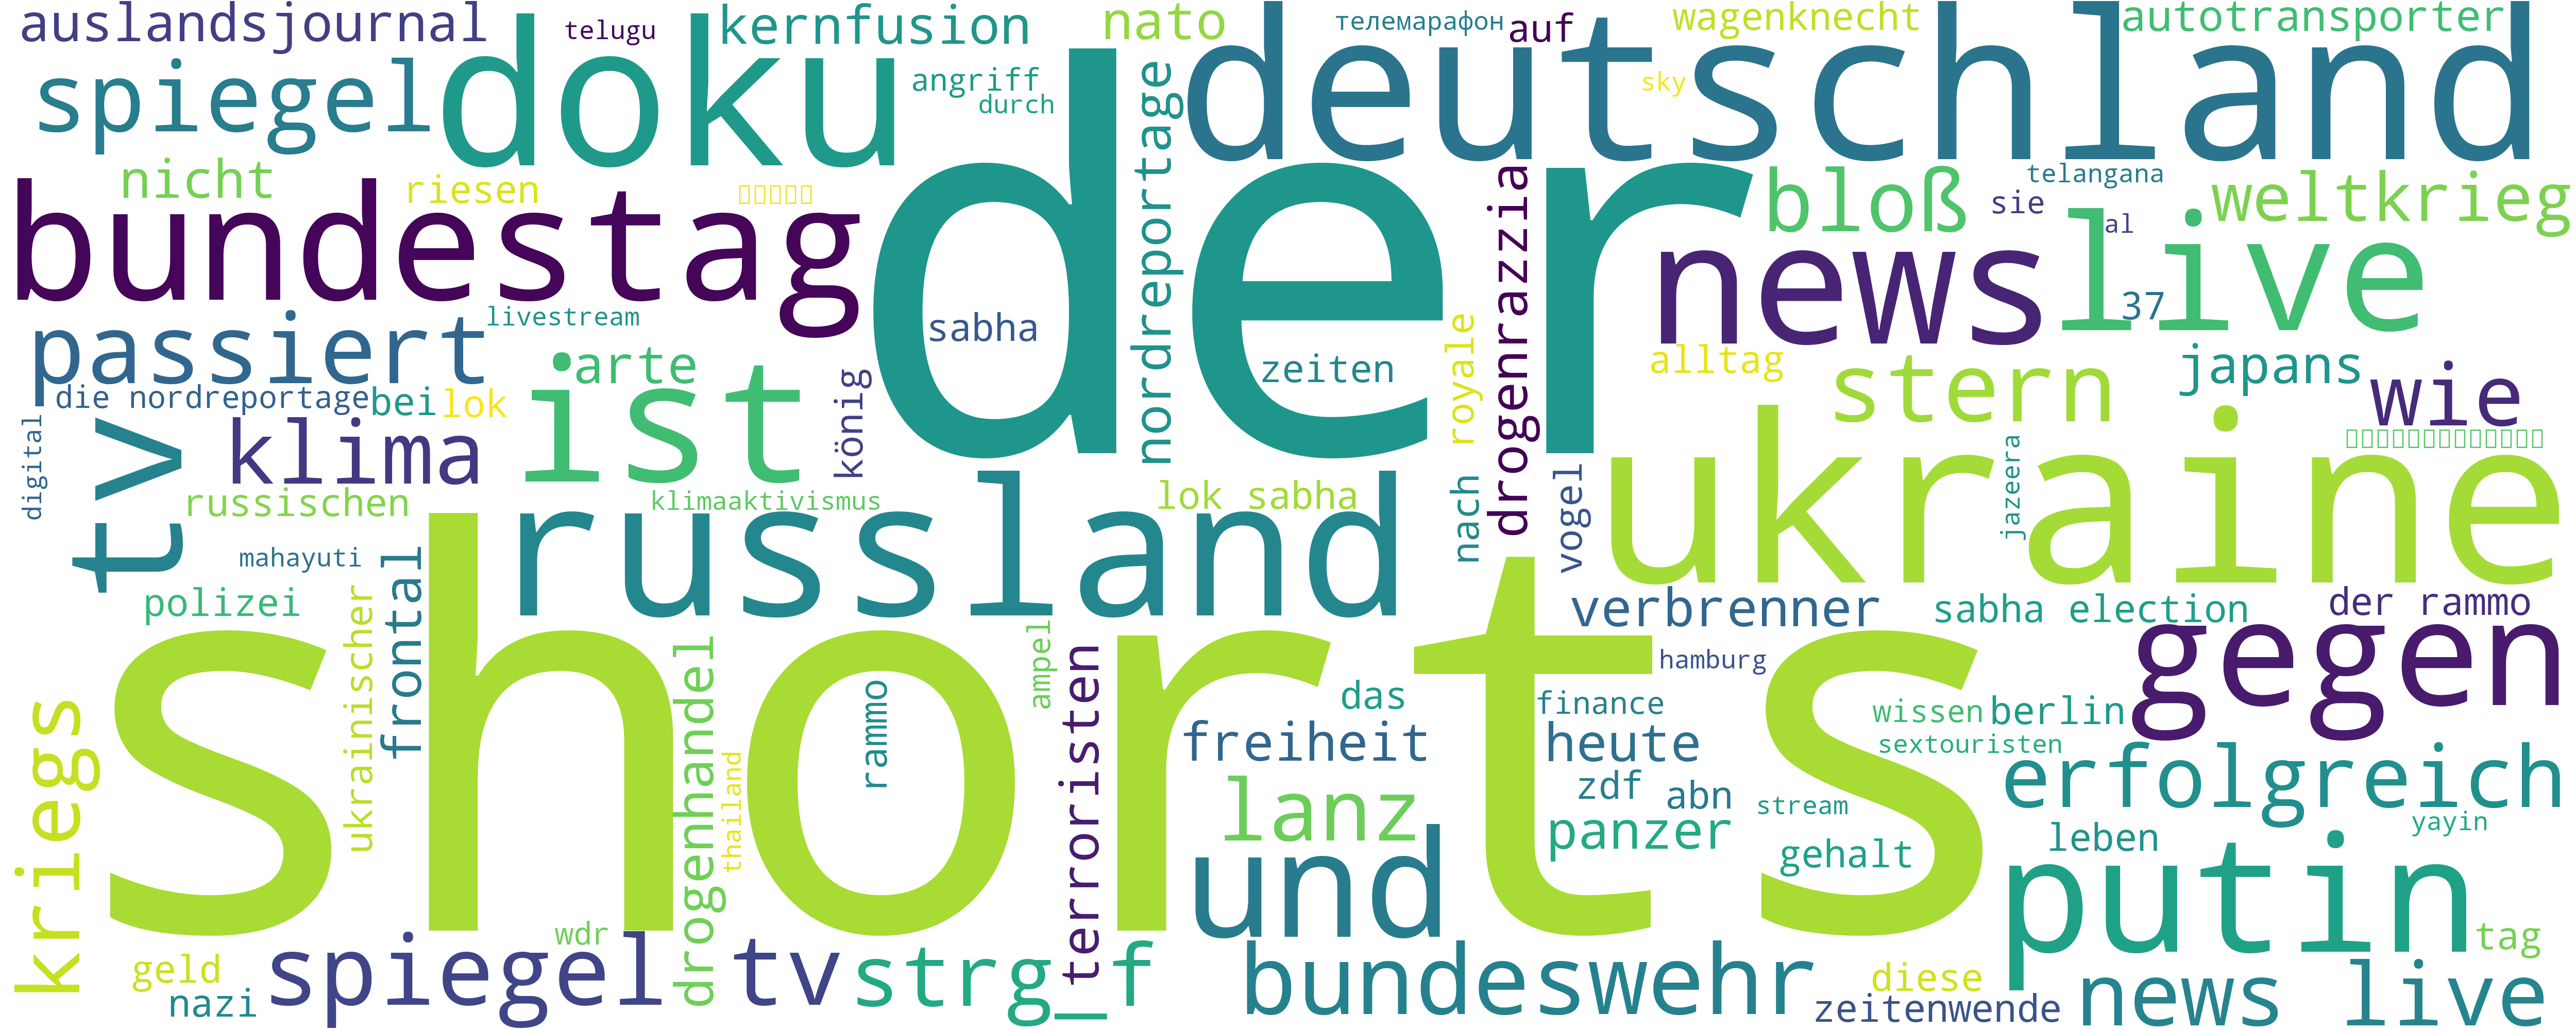 auslandsjournal
telugu
kernfusion
nato
телемарафон
auf
wagenknecht
autotransporter
spiegel
doku
angriff
durch
nordreportage
deutschland
sky
nicht
riesen
bundestag
der
drogenrazzia
bloß
sie
telangana
al
weltkrieg
news
live
37
passiert
livestream
arte
sabha
zeiten
royale
alltag
stern
japans
wie
die nordreportage
bei
lok
ist
könig
digital
tv
klima
russischen
klimaaktivismus
russland
lok sabha
nach
vogel
ukraine
jazeera
mahayuti
frontal
polizei
ukrainischer
verbrenner
sabha election
der rammo
gegen
shorts
kriegs
drogenhandel
thailand
rammo
ampel
terroristen
das
hamburg
finance
wissen
berlin
sextouristen
freiheit
heute
erfolgreich
lanz
zdf
abn
stream
panzer
gehalt
leben
yayin
und
putin
tag
wdr
geld
nazi
spiegel tv
strg_f
bundeswehr
diese
zeitenwende
news live